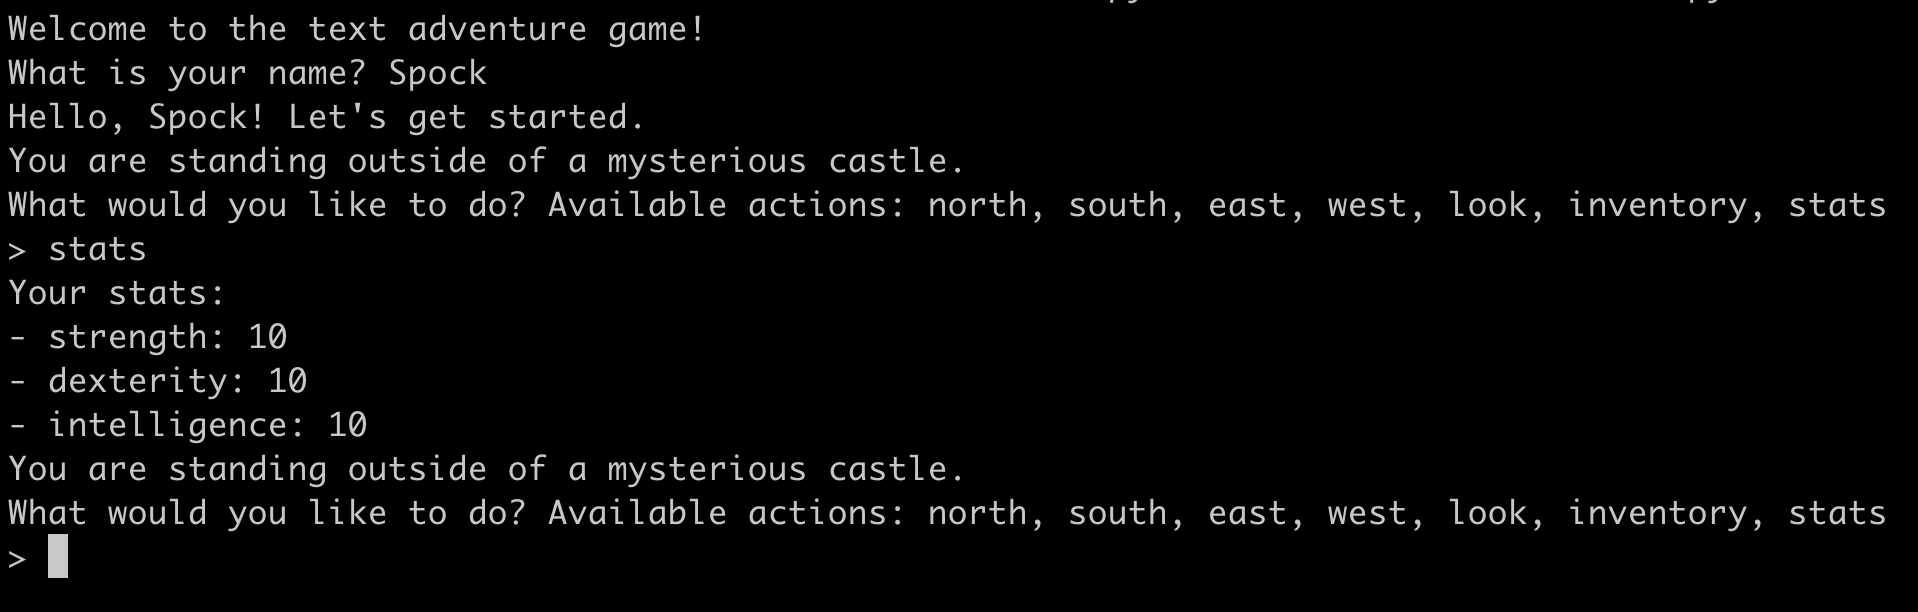 Welcome to the text adventure game!
What is your name? Spock
Hello, Spock! Let's get started.
You are standing outside of a mysterious castle.
What would you like to do? Available actions: north, south, east, west, look, inventory, stats
> stats
Your stats:
- strength: 10
- dexterity: 10
- intelligence: 10
You are standing outside of a mysterious castle.
What would you like to do? Available actions: north, south, east, west, look, inventory, stats
>